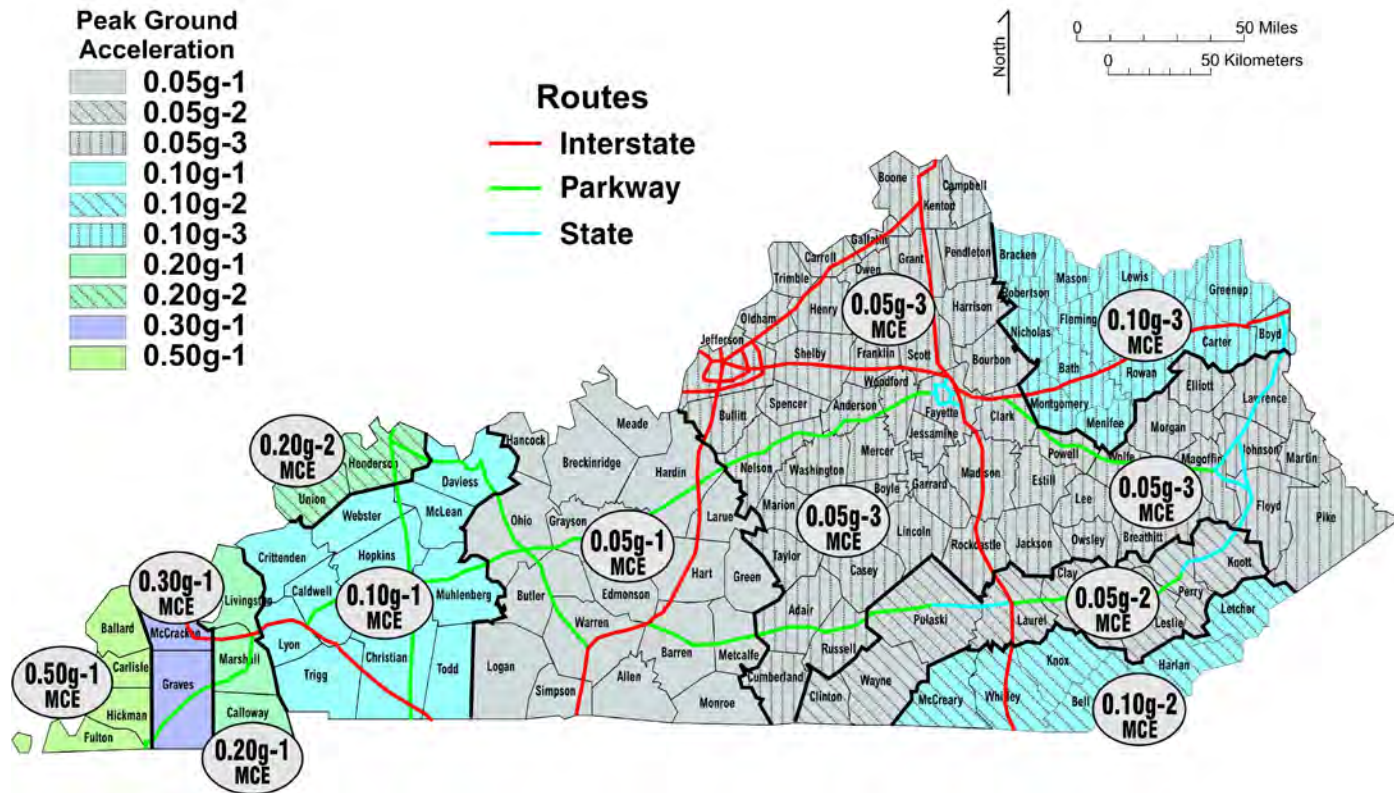 Peak Ground
Acceleration
0.05g-1
0.05g-2
0.05g-3
0.10g-1
0.10g-2
0.10g-3
0.20g-1
0.20g-2
0.30g-1
0.50g-1
Routes
Interstate
Parkway
State
North
0 50 Miles
0 50 Kilometers
Boone
Campbell
Kenton
Gallatin
Carroll
Owen
Grant
Pendleton
Trimble
Bracken
Mason
Lewis
Greenup
Robertson
Henry
0.05g-3
MCE
Harrison
Oldham
Fleming
Nicholas
0.10g-3
MCE
Boyd
Carter
Jefferson
Shelby
Franklin
Scott
Bourbon
Bath
Rowan
Elliott
Woodford
Lawrence
Spencer
Anderson
Fayette
Clark
Montgomery
Menifee
Morgan
Bullitt
Jessamine
Meade
Hancock
Breckinridge
Hardin
Nelson
Washington
Mercer
Madison
Powell
Wolfe
Magoffin
Johnson
Martin
0.20g-2
MCE
Henderson
Union
Daviess
McLean
Webster
Estill
Lee
0.05g-3
MCE
Floyd
Pike
Boyle
Garrard
Marion
0.05g-3
MCE
Lincoln
Larue
Ohio
Grayson
0.05g-1
MCE
Hart
Green
Taylor
Casey
Rockcastle
Jackson
Owsley
Breathitt
Knott
Crittenden
Hopkins
Caldwell
0.10g-1
MCE
Muhlenberg
Butler
Edmonson
Adair
Clay
0.05g-2
MCE
Perry
Leslie
Letcher
Harlan
0.30g-1
MCE
Livingston
Ballard
McCracken
Lyon
Warren
Barren
Metcalfe
Russell
Pulaski
Laurel
Knox
0.50g-1
MCE
Carlisle
Graves
Marshall
Trigg
Christian
Todd
Logan
Simpson
Allen
Monroe
Cumberland
Clinton
Wayne
McCreary
Whitley
Bell
0.10g-2
MCE
Hickman
Fulton
Calloway
0.20g-1
MCE